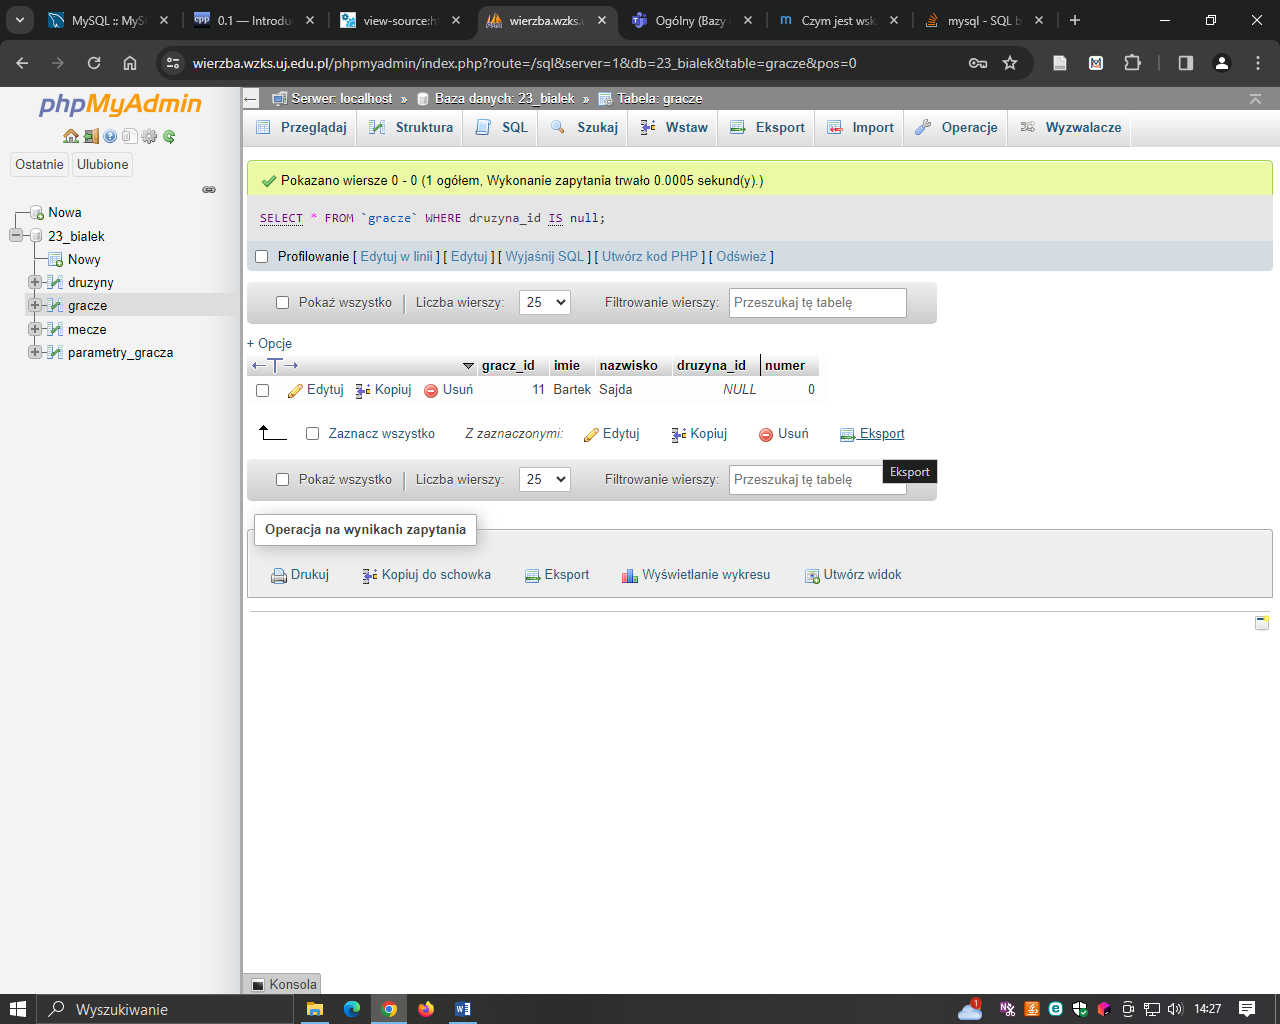 MySQL :: MyS
0.1 — Introdu
view-source:h
wierzba.wzks.u
Ogólny (Bazy
Czym jest wsk
mysql - SQL b
wierzba.wzks.uj.edu.pl/phpmyadmin/index.php?route=/sql&server=1&db=23_bialek&table=gracze&pos=0
phpMyAdmin
Ostatnie Ulubione
Nowa
23_bialek
Nowy
druzyny
gracze
mecze
parametry_gracza
Serwer: localhost » Baza danych: 23_bialek » Tabela: gracze
Przeglądaj Struktura SQL Szukaj Wstaw Eksport Import Operacje Wyzwalacze
Pokazano wiersze 0 - 0 (1 ogółem, Wykonanie zapytania trwało 0.0005 sekund(y).)
SELECT * FROM `gracze` WHERE druzyna_id IS null;
Profilowanie [ Edytuj w linii ] [ Edytuj ] [ Wyjaśnij SQL ] [ Utwórz kod PHP ] [ Odśwież ]
Pokaż wszystko Liczba wierszy: 25 Filtrowanie wierszy: Przeszukaj tę tabelę
+ Opcje
gracz_id imie nazwisko druzyna_id numer
Edytuj Kopiuj Usuń 11 Bartek Sajda NULL 0
Zaznacz wszystko Z zaznaczonymi: Edytuj Kopiuj Usuń Eksport
Eksport
Pokaż wszystko Liczba wierszy: 25 Filtrowanie wierszy: Przeszukaj tę tabelę
Operacja na wynikach zapytania
Drukuj Kopiuj do schowka Eksport Wyświetlanie wykresu Utwórz widok
Konsola
Wyszukiwanie
1
14:27